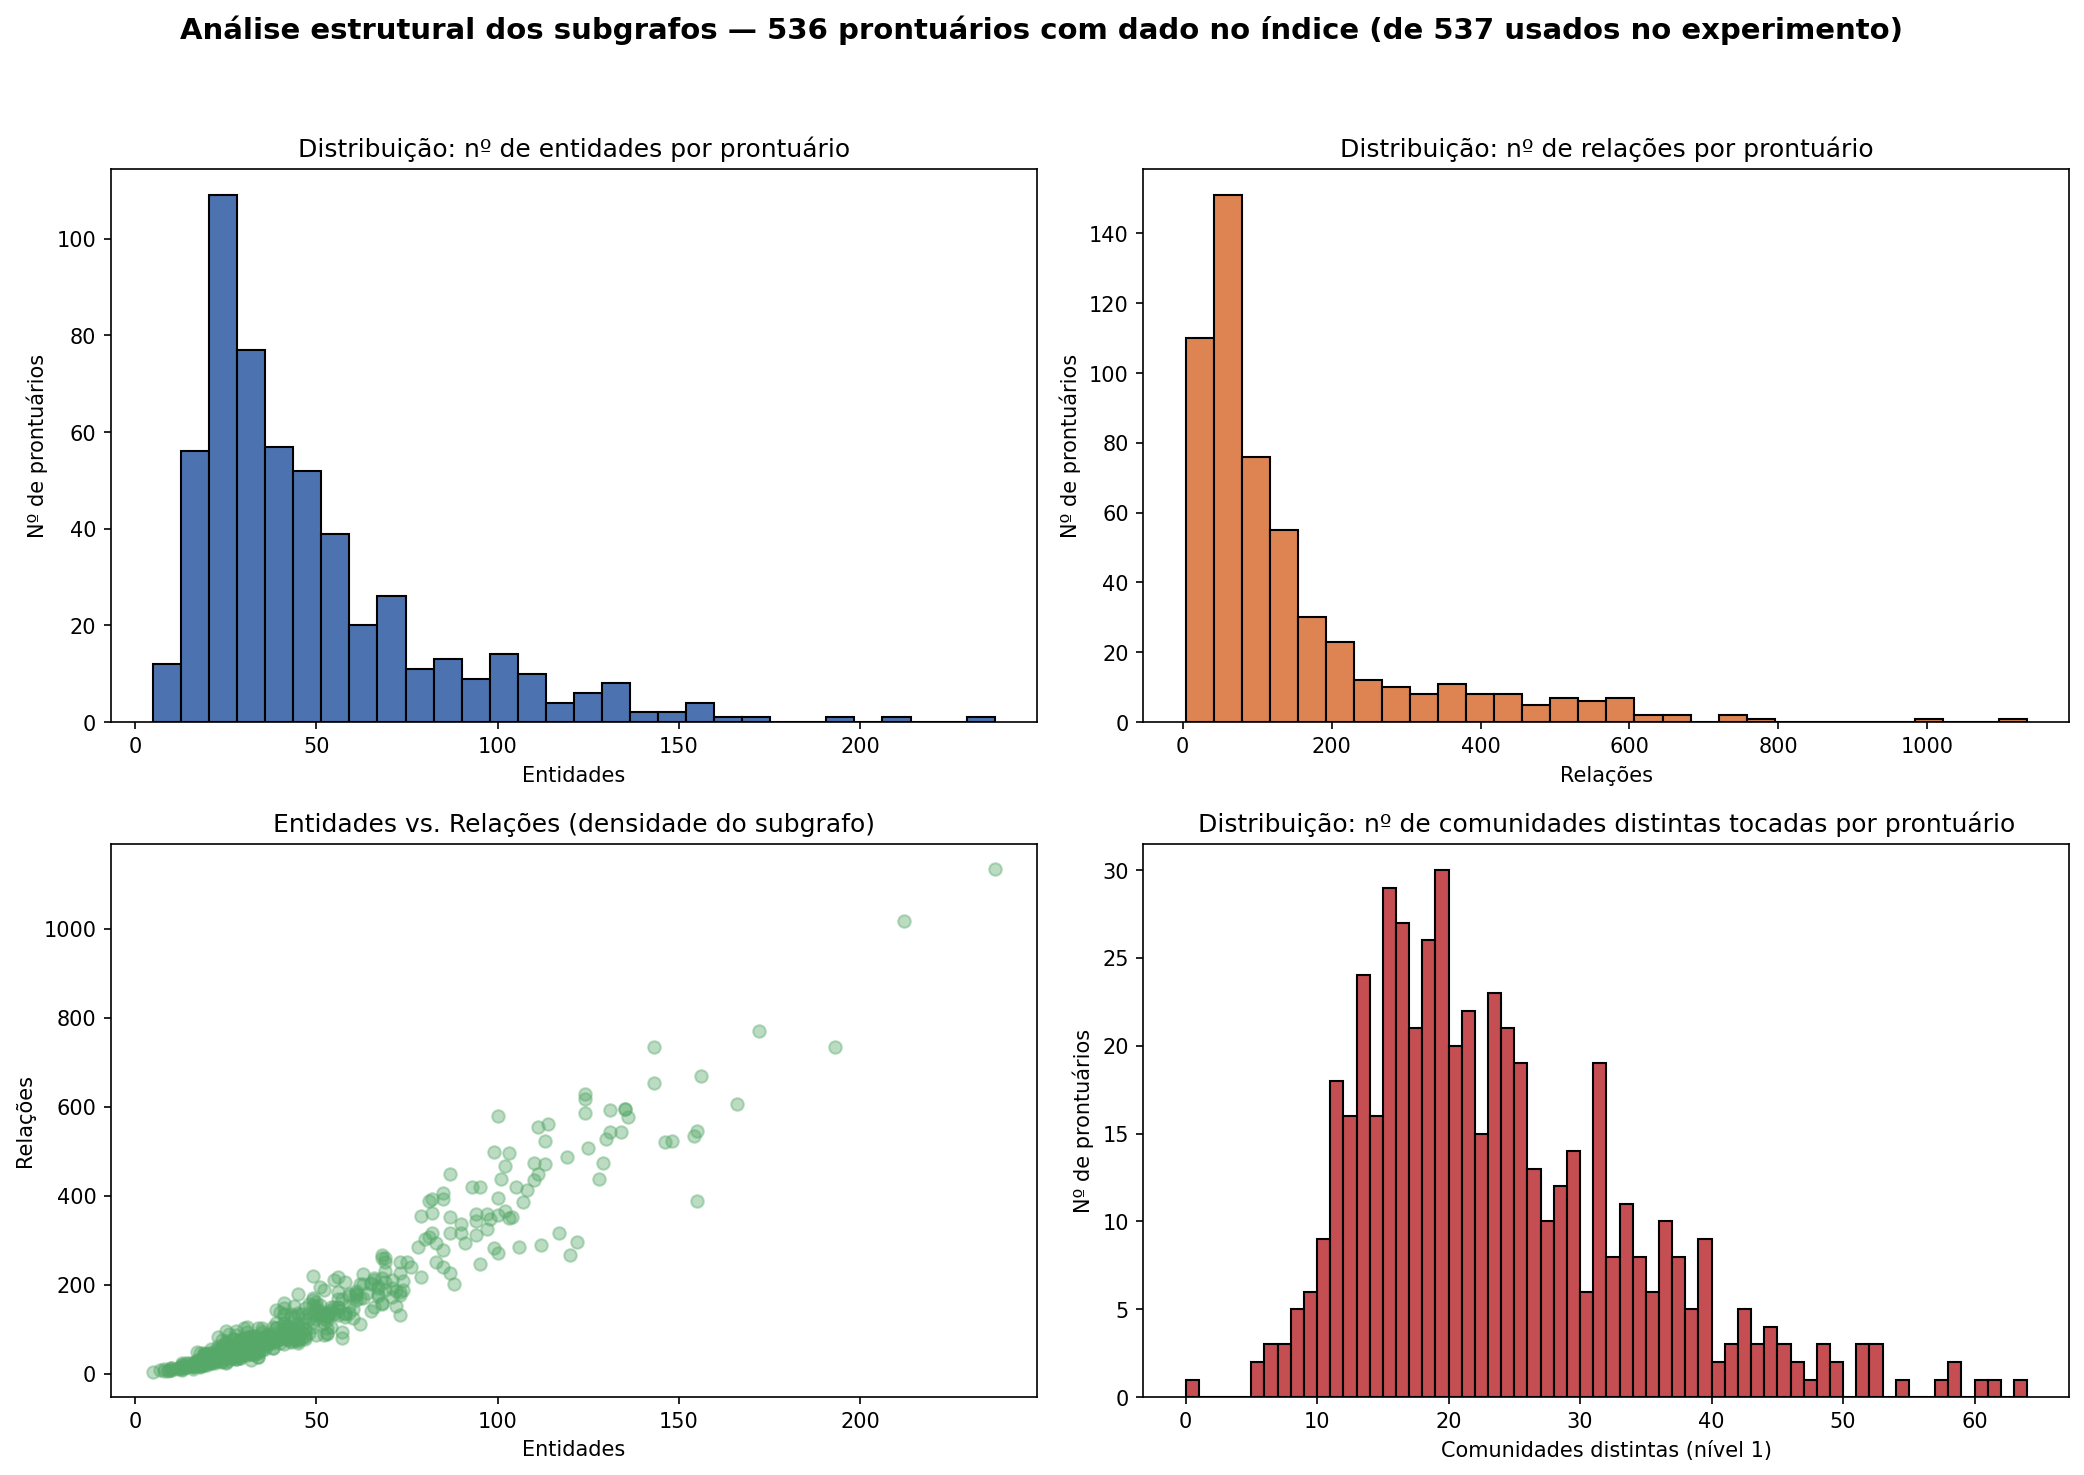 Análise estrutural dos subgrafos — 536 prontuários com dado no índice (de 537 usados no experimento)
Distribuição: nº de entidades por prontuário
Nº de prontuários
100
80
60
40
20
0
0 50 100 150 200
Entidades
Distribuição: nº de relações por prontuário
Nº de prontuários
140
120
100
80
60
40
20
0
0 200 400 600 800 1000
Relações
Entidades vs. Relações (densidade do subgrafo)
Relações
1000
800
600
400
200
0
0 50 100 150 200
Entidades
Distribuição: nº de comunidades distintas tocadas por prontuário
Nº de prontuários
30
25
20
15
10
5
0
0 10 20 30 40 50 60
Comunidades distintas (nível 1)